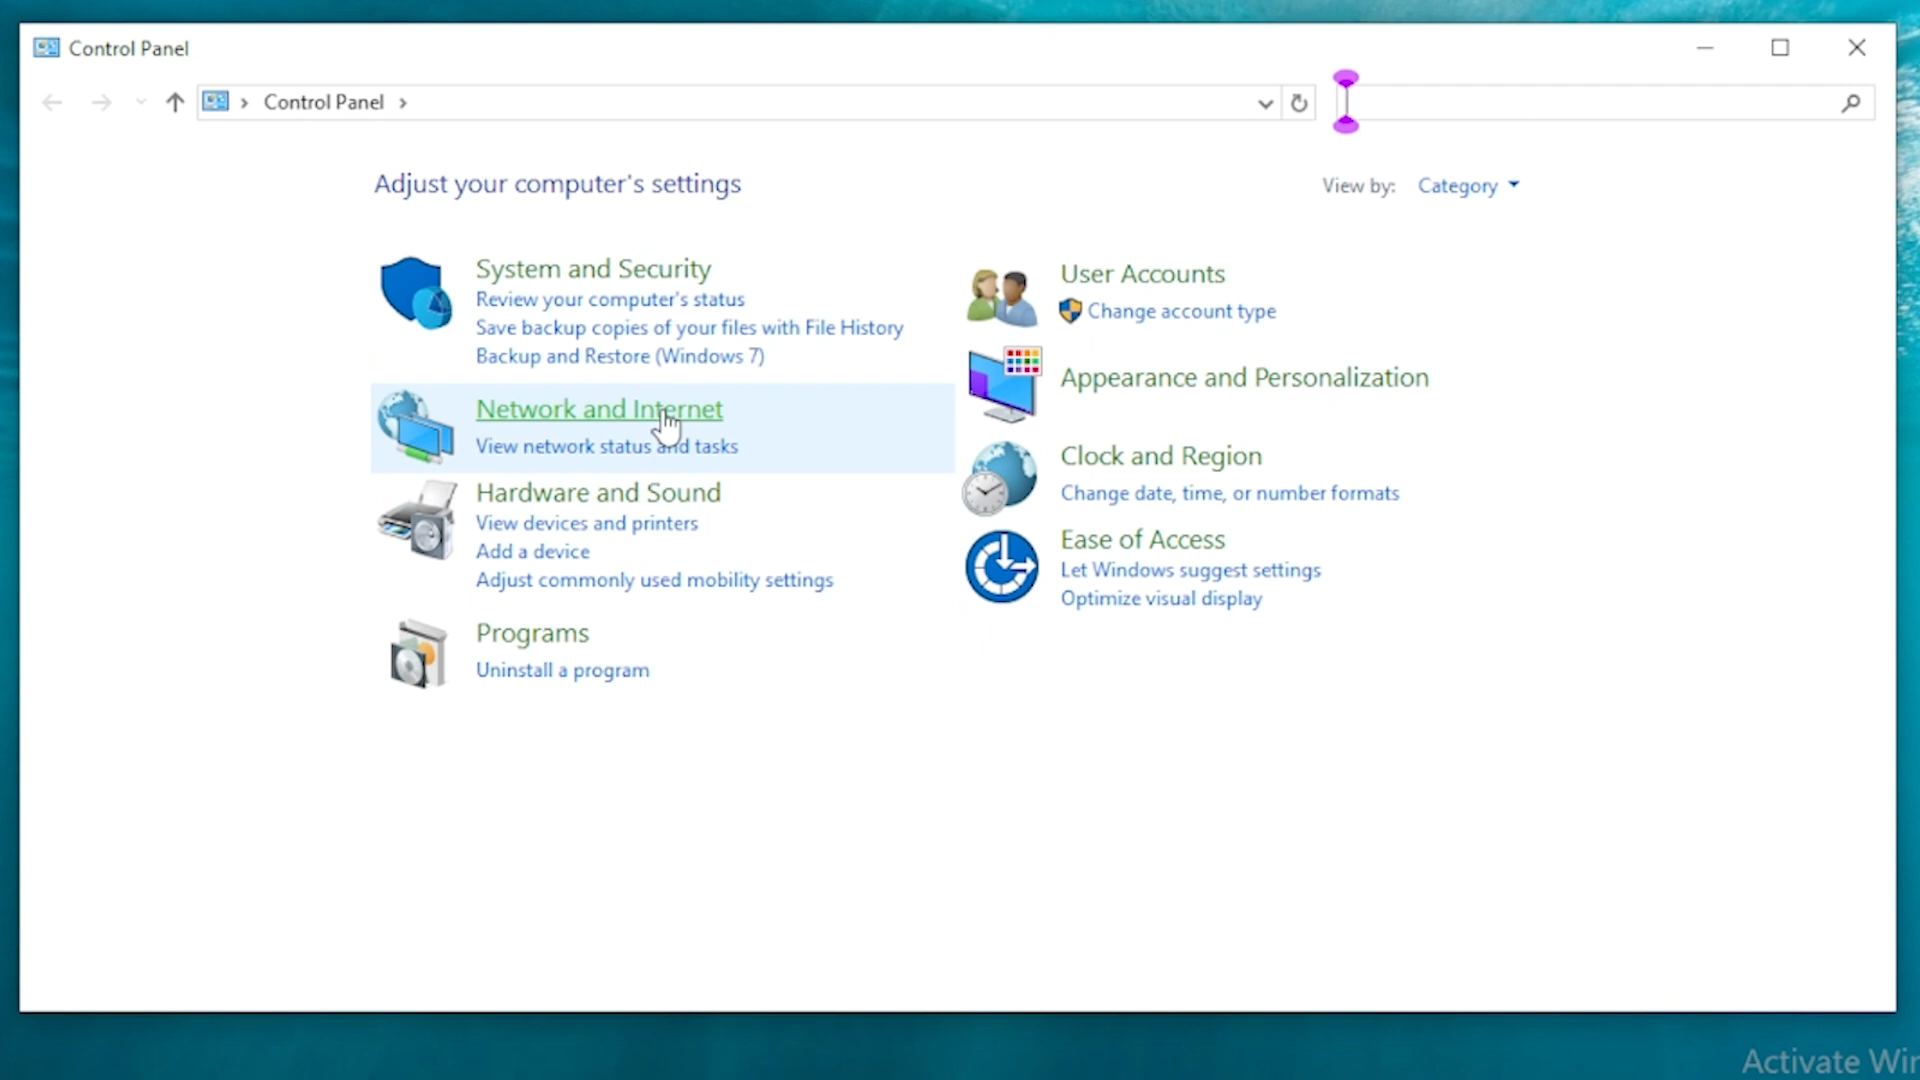 Control Panel
Control Panel
Adjust your computer's settings
View by: Category
System and Security
Review your computer's status
Save backup copies of your files with File History
Backup and Restore (Windows 7)
Network and Internet
View network status and tasks
Hardware and Sound
View devices and printers
Add a device
Adjust commonly used mobility settings
Programs
Uninstall a program
User Accounts
Change account type
Appearance and Personalization
Clock and Region
Change date, time, or number formats
Ease of Access
Let Windows suggest settings
Optimize visual display
Activate Win